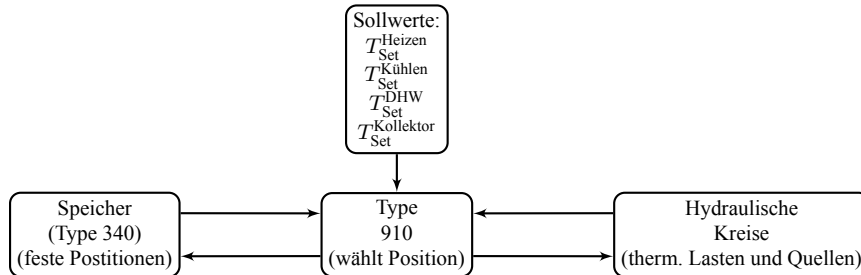 Sollwerte:
T_Set^Heizen
T_Set^Kühlen
T_Set^DHW
T_Set^Kollektor
Speicher
(Type 340)
(feste Postitionen)
Type
910
(wählt Position)
Hydraulische
Kreise
(therm. Lasten und Quellen)